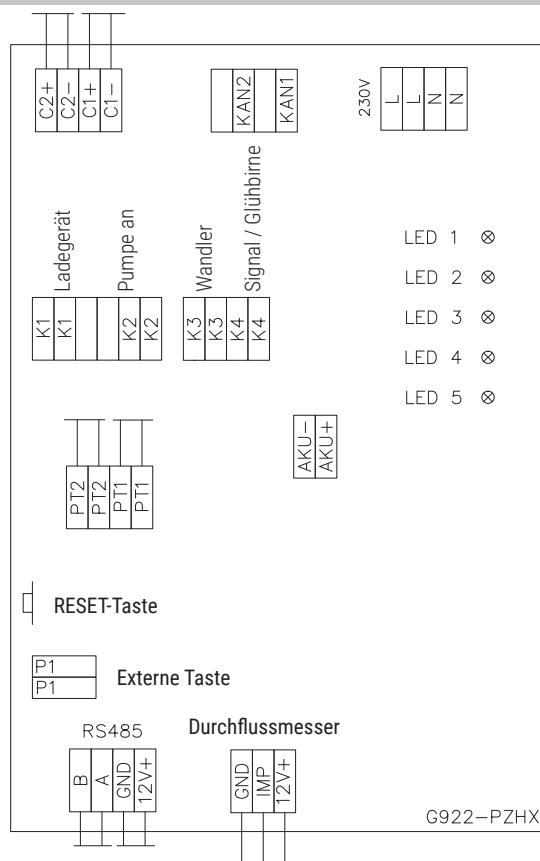 C2+
C2-
C1+
C1-
KAN2
KAN1
230V
L
L
N
N
Ladegerät
Pumpe an
Wandler
Signal / Glühbirne
LED 1
LED 2
LED 3
LED 4
LED 5
K1
K1
K2
K2
K3
K3
K4
K4
AKU-
AKU+
PT2
PT2
PT1
PT1
RESET-Taste
P1
P1
Externe Taste
RS485
Durchflussmesser
B
A
GND
12V+
GND
IMP
12V+
G922-PZHX